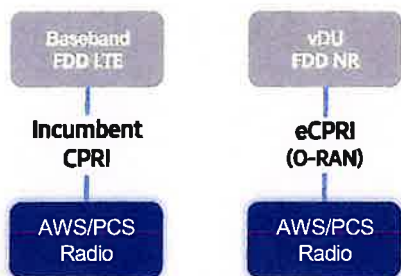 Baseband
FDD LTE
Incumbent
CPRI
AWS/PCS
Radio
vDU
FDD NR
eCPRI
(O-RAN)
AWS/PCS
Radio